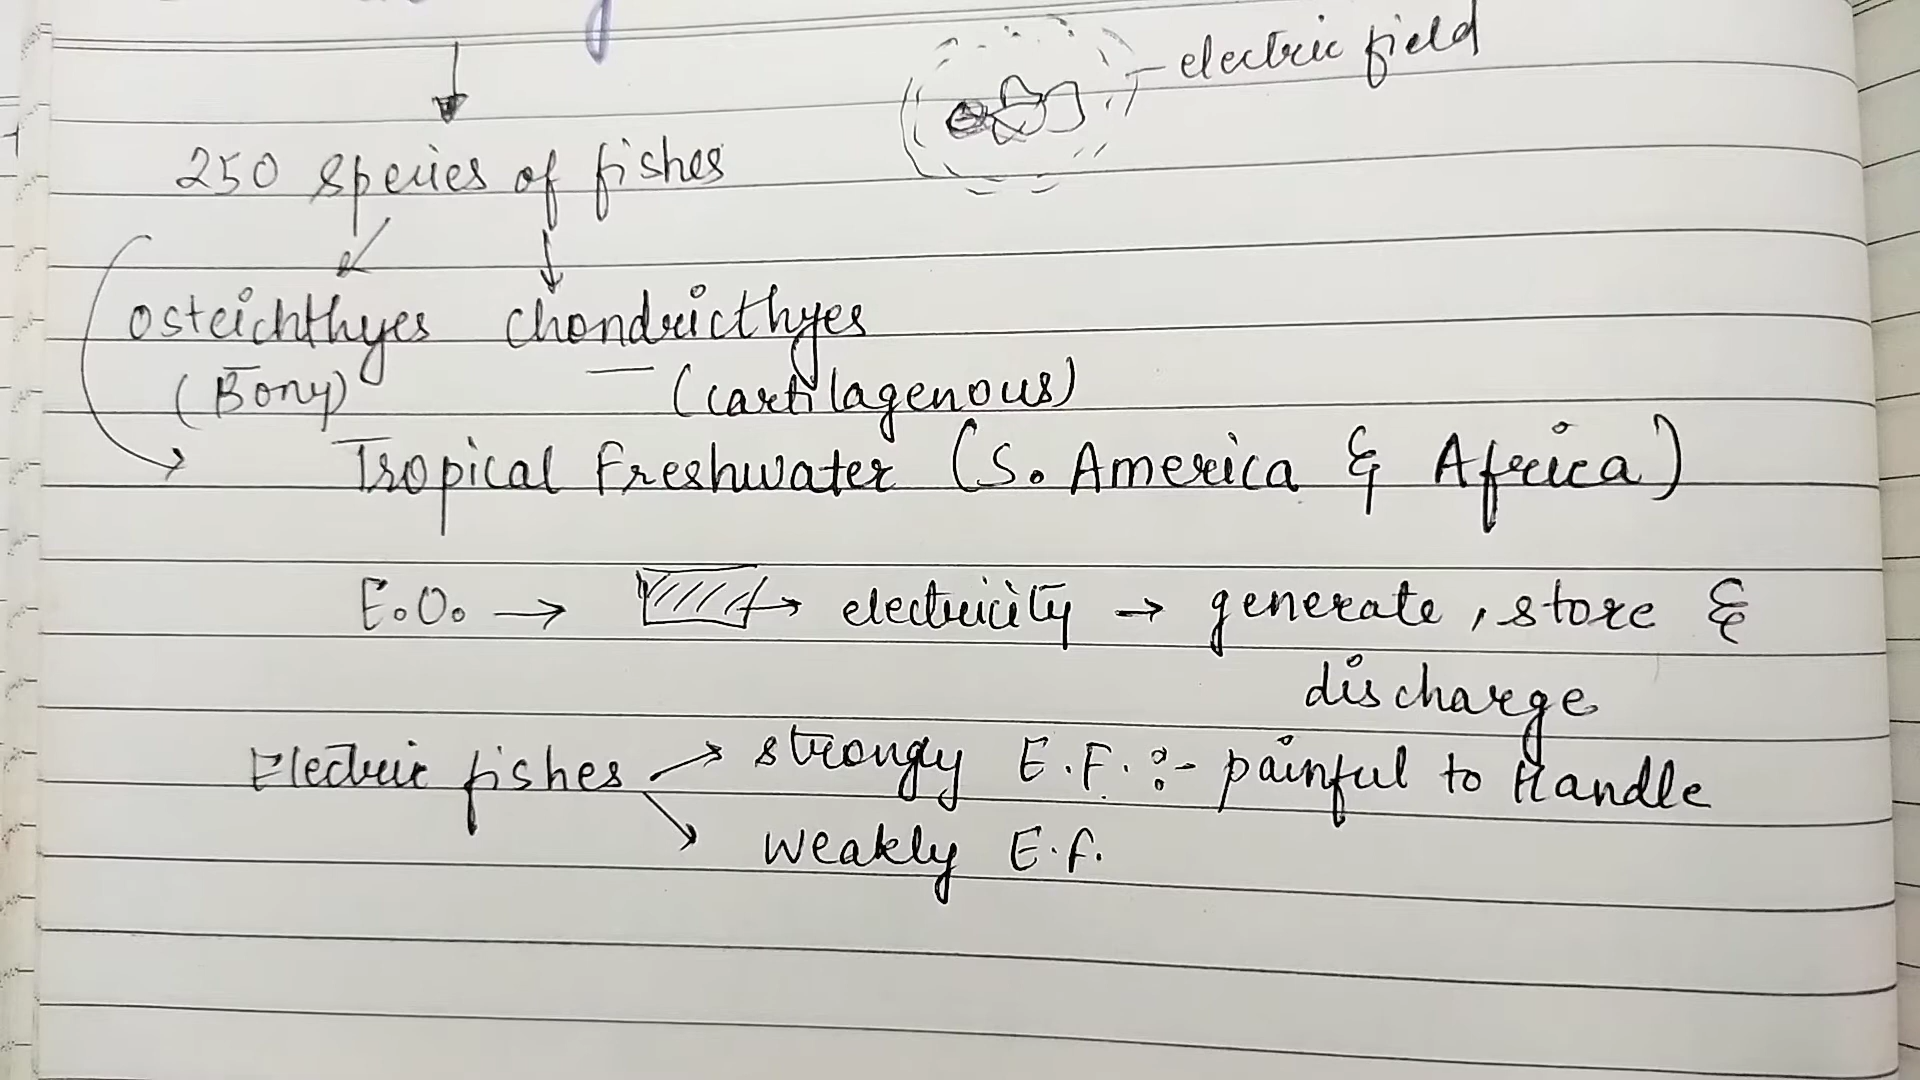 electric field
250 species of fishes
Osteichthyes chondricthyes
(Bony) (cartilagenous)
Tropical Freshwater (S. America & Africa)
E.O. → → electricity → generate, store &
discharge
Electric fishes → strongly E.F. :- painful to Handle
→ weakly E.F.